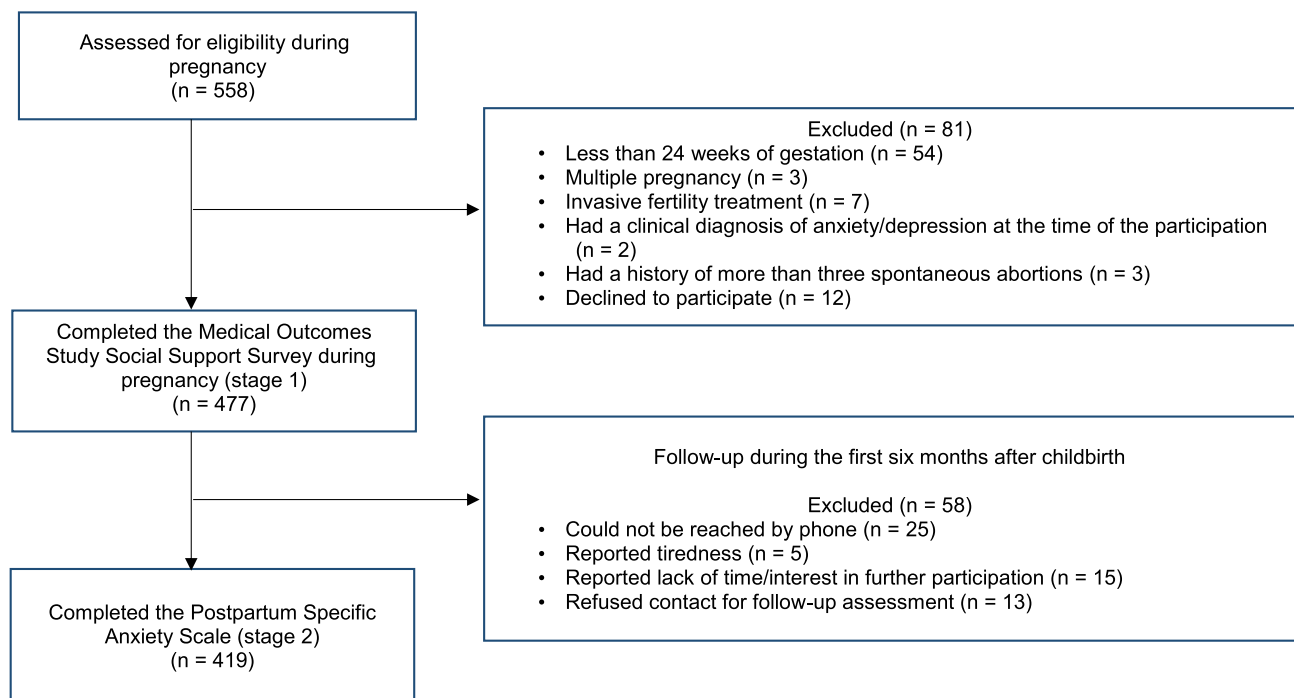 Assessed for eligibility during
pregnancy
(n = 558)
Excluded (n = 81)
• Less than 24 weeks of gestation (n = 54)
• Multiple pregnancy (n = 3)
• Invasive fertility treatment (n = 7)
• Had a clinical diagnosis of anxiety/depression at the time of the participation
(n = 2)
• Had a history of more than three spontaneous abortions (n = 3)
• Declined to participate (n = 12)
Completed the Medical Outcomes
Study Social Support Survey during
pregnancy (stage 1)
(n = 477)
Follow-up during the first six months after childbirth
Excluded (n = 58)
• Could not be reached by phone (n = 25)
• Reported tiredness (n = 5)
• Reported lack of time/interest in further participation (n = 15)
• Refused contact for follow-up assessment (n = 13)
Completed the Postpartum Specific
Anxiety Scale (stage 2)
(n = 419)